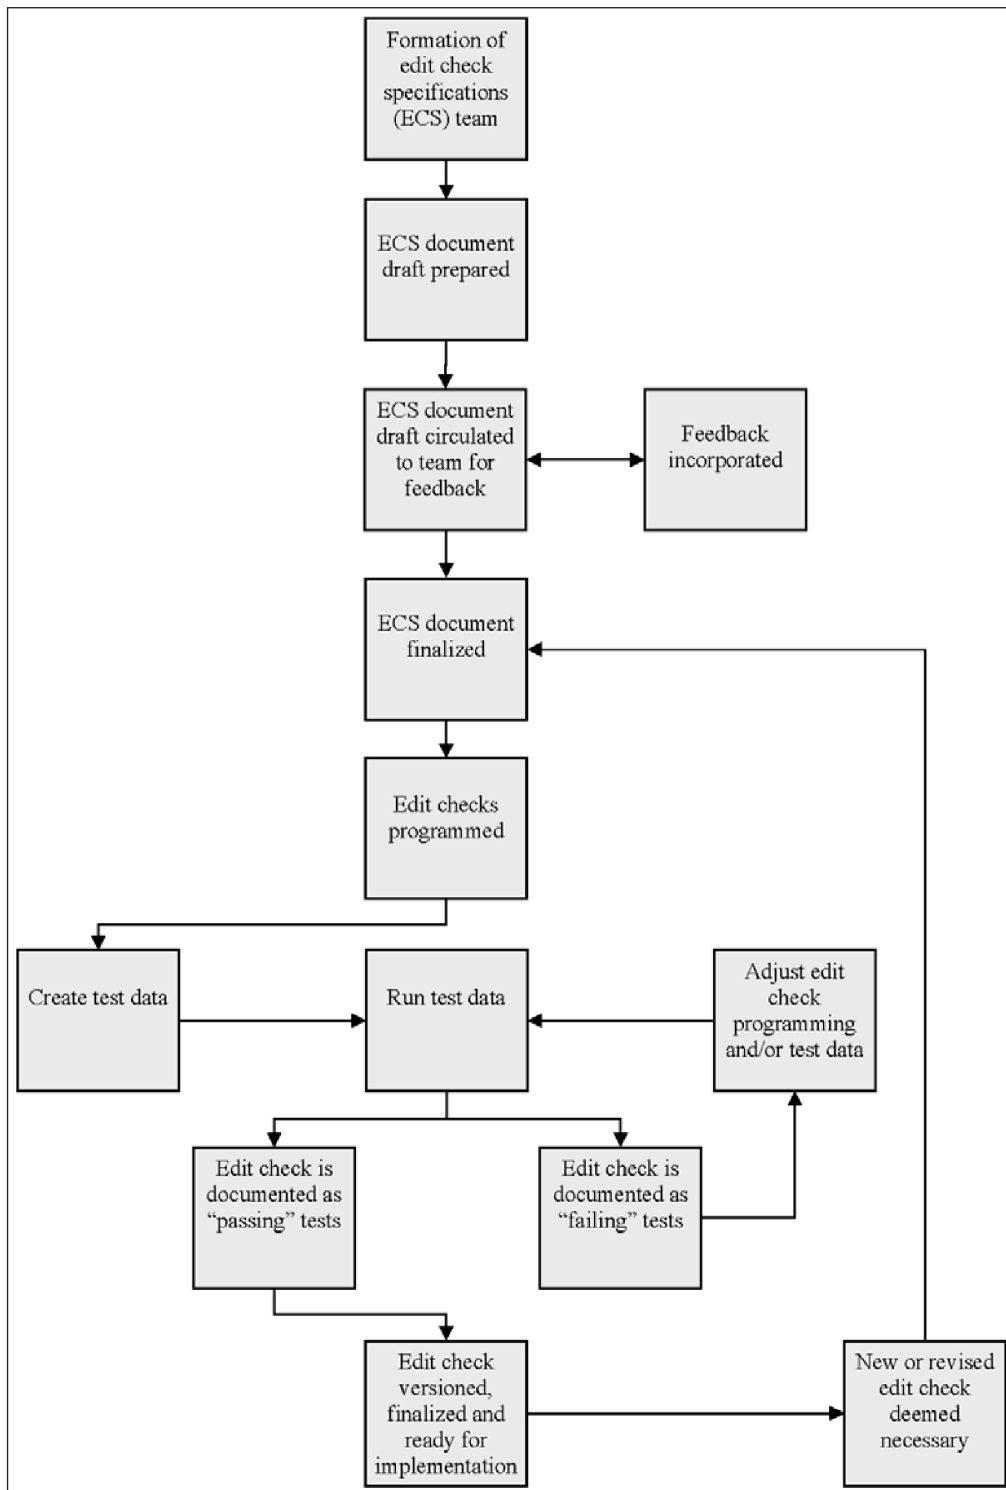 Formation of
edit check
specifications
(ECS) team
ECS document
draft prepared
ECS document
draft circulated
to team for
feedback
Feedback
incorporated
ECS document
finalized
Edit checks
programmed
Create test data
Run test data
Adjust edit
check
programming
and/or test data
Edit check is
documented as
“passing” tests
Edit check is
documented as
“failing” tests
Edit check
versioned,
finalized and
ready for
implementation
New or revised
edit check
deemed
necessary